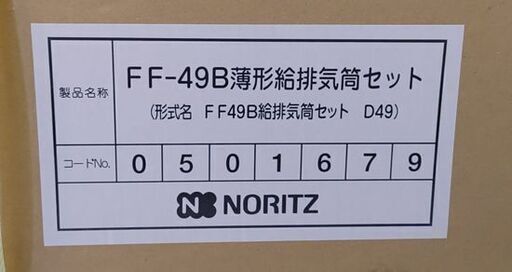 製品名称 FF-49B薄形給排気筒セット
(形式名 FF49B給排気筒セット D49)
コードNo. 0 5 0 1 6 7 9
NORITZ